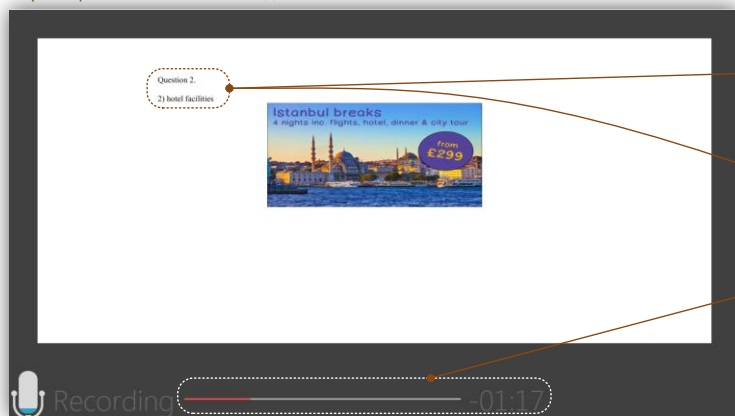 Question 2.
2) hotel facilities
Istanbul breaks
4 nights inc. flights, hotel, dinner & city tour
from
£299
Recording -01:17